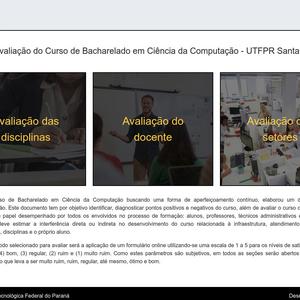 valiação do Curso de Bacharelado em Ciência da Computação - UTFPR Santa
valiação das
disciplinas
Avaliação do
docente
Avaliação d
setores
so de Bacharelado em Ciência da Computação buscando uma forma de aperfeiçoamento contínuo, elaborou um
ão. Este documento tem por objetivo identificar, diagnosticar pontos positivos e negativos do curso, além de avaliar o curso
papel desempenhado por todos os envolvidos no processo de formação: alunos, professores, técnicos administrativos
deve estimar a interferência direta ou indireta no desenvolvimento do curso relacionada à infraestrutura, atendimento
disciplinas e o próprio aluno.
odo selecionado para avaliar será a aplicação de um formulário online utilizando-se uma escala de 1 a 5 para os níveis de
(4) bom, (3) regular, (2) ruim e (1) muito ruim. Como estes parâmetros são subjetivos, em todas as seções serão abertos
o que leva a ser muito ruim, ruim, regular, até mesmo, ótimo e bom.
ecnológica Federal do Paraná
Des